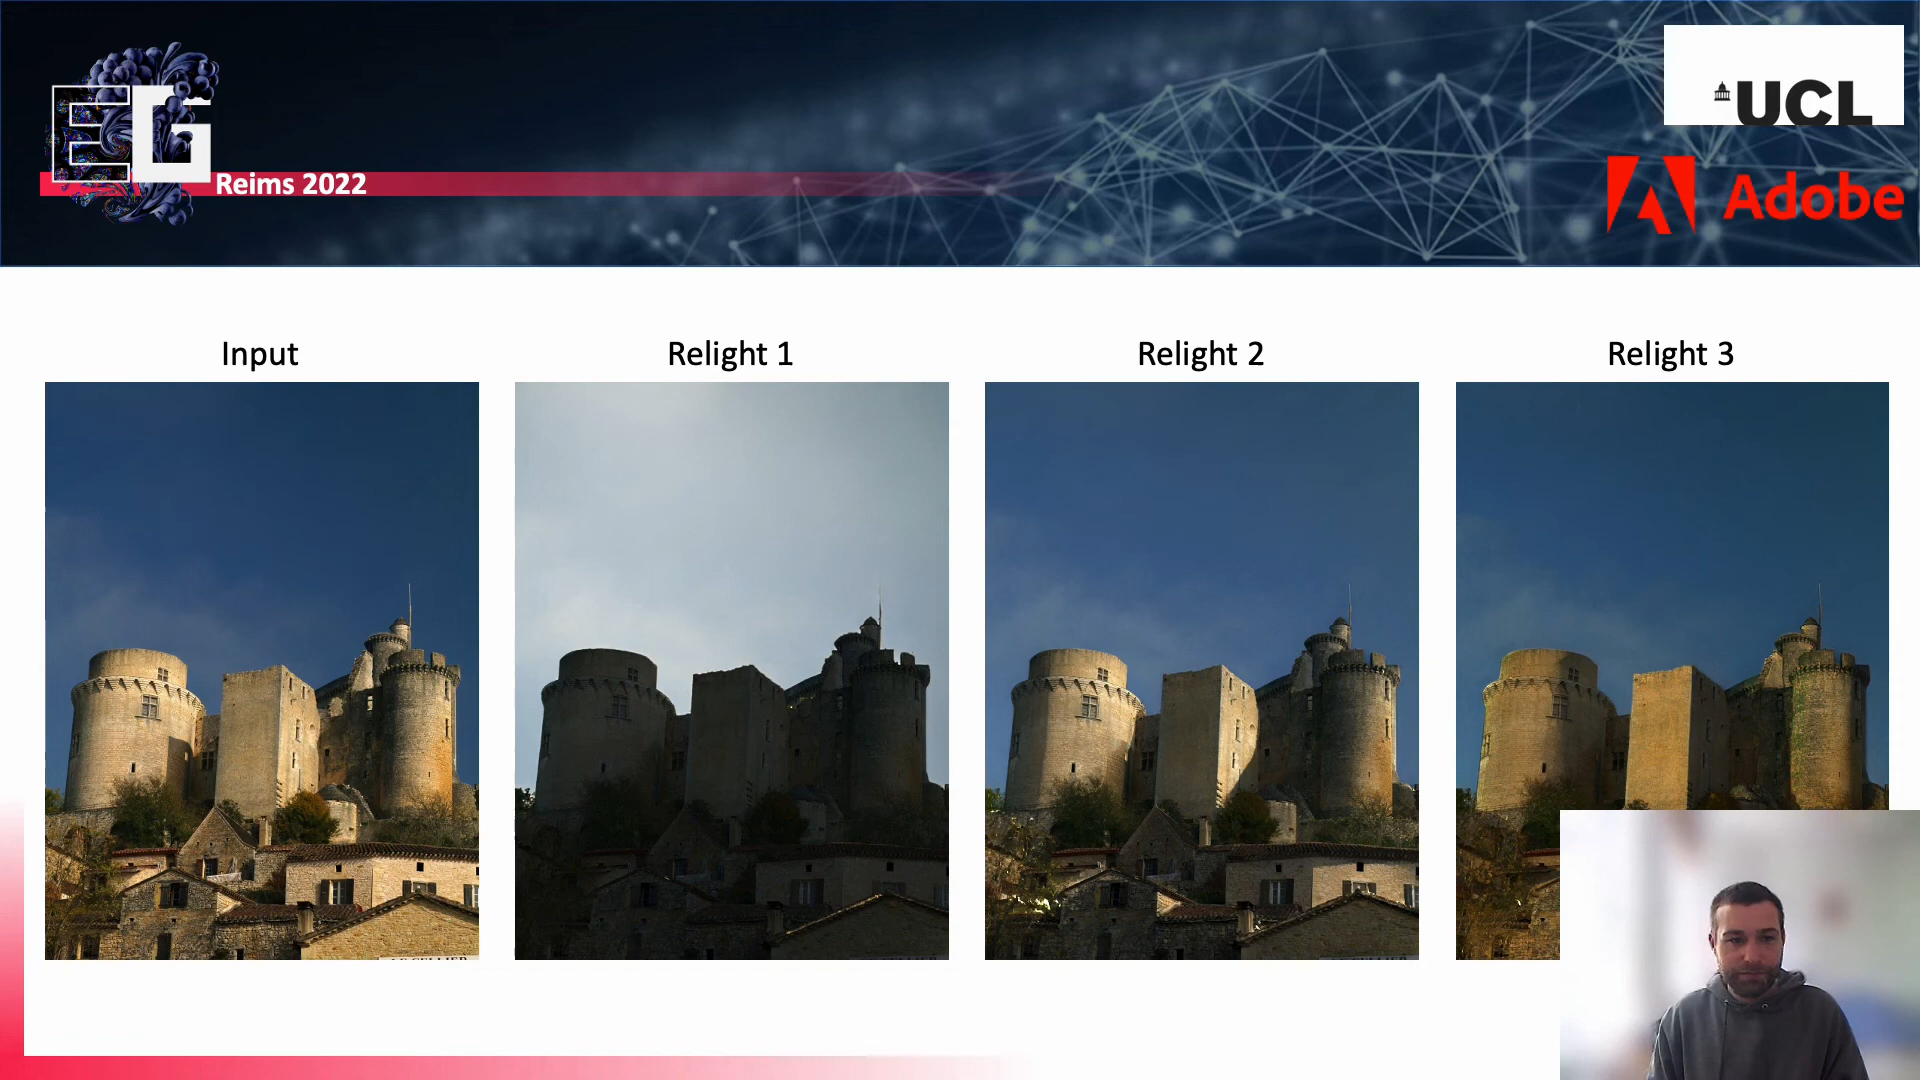 EG
Reims 2022
UCL
Adobe
Input
Relight 1
Relight 2
Relight 3